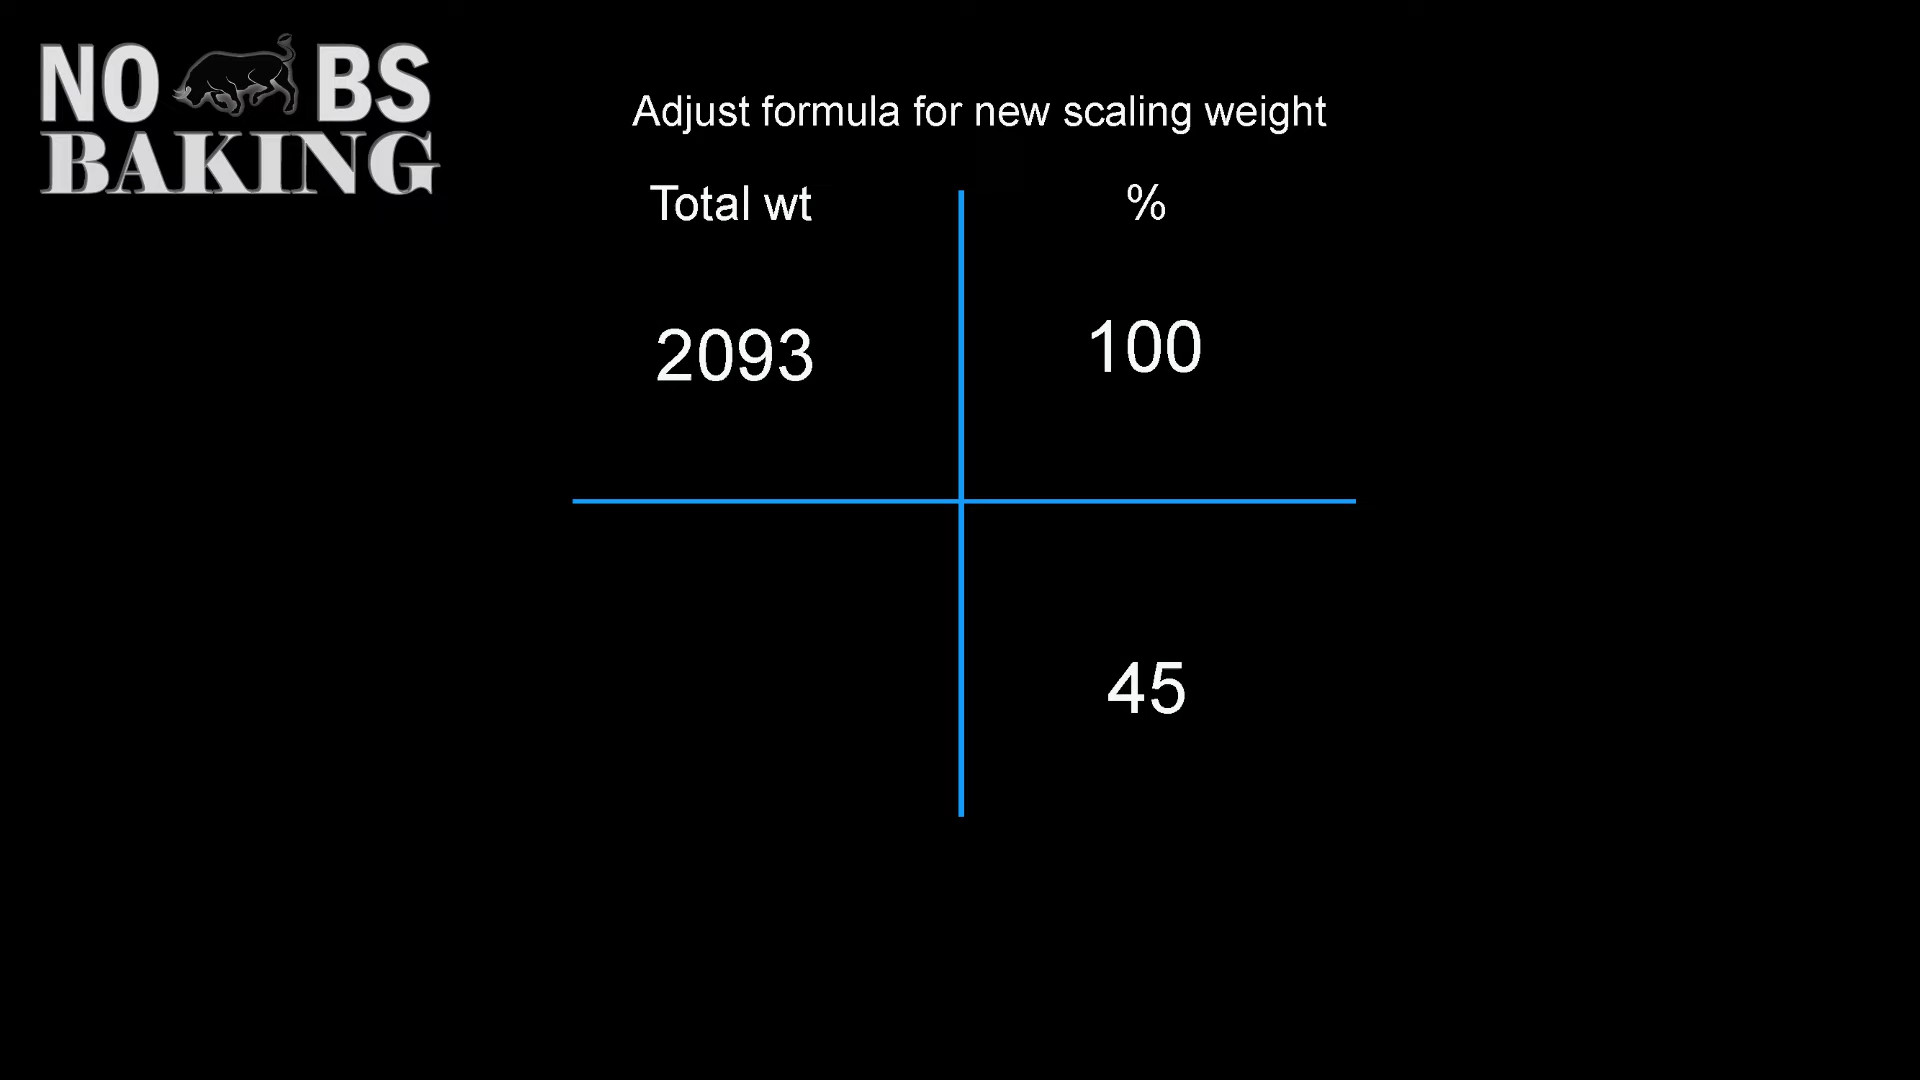 NO BS
BAKING
Adjust formula for new scaling weight
Total wt %
2093 100
45